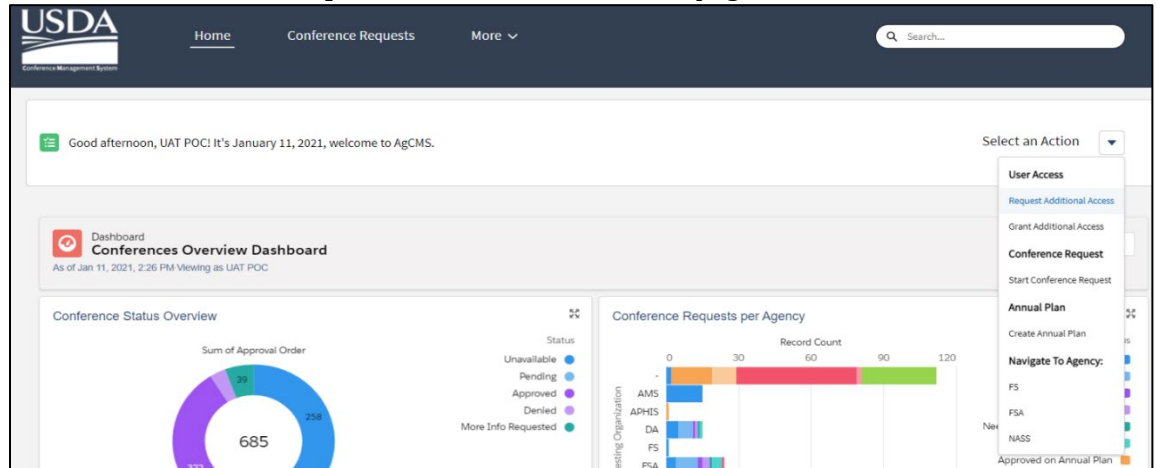 USDA
Conference Management System
Home
Conference Requests
More
Search...
Good afternoon, UAT POC! It's January 11, 2021, welcome to AgCMS.
Select an Action
User Access
Request Additional Access
Grant Additional Access
Conference Request
Start Conference Request
Annual Plan
Create Annual Plan
Navigate To Agency:
FS
FSA
NASS
Dashboard
Conferences Overview Dashboard
As of Jan 11, 2021, 2:26 PM·Viewing as UAT POC
Conference Status Overview
Sum of Approval Order
39
258
685
Status
Unavailable
Pending
Approved
Denied
More Info Requested
Conference Requests per Agency
Record Count
0 30 60 90 120
-
AMS
APHIS
DA
FS
FSA
Approved on Annual Plan